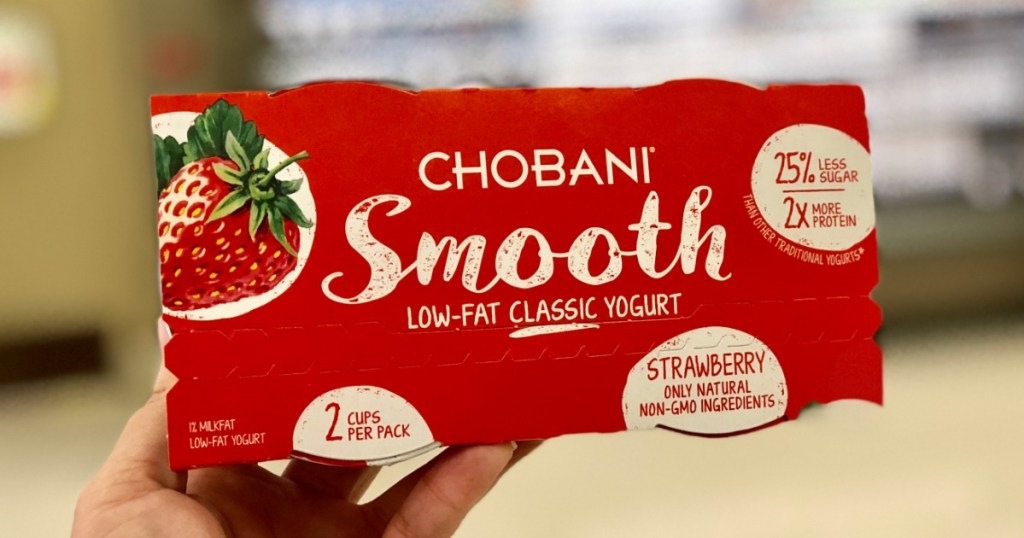 CHOBANI®
Smooth
LOW-FAT CLASSIC YOGURT
25% LESS SUGAR
2X MORE PROTEIN
THAN OTHER TRADITIONAL YOGURTS*
STRAWBERRY
ONLY NATURAL
NON-GMO INGREDIENTS
2 CUPS PER PACK
1% MILKFAT
LOW-FAT YOGURT